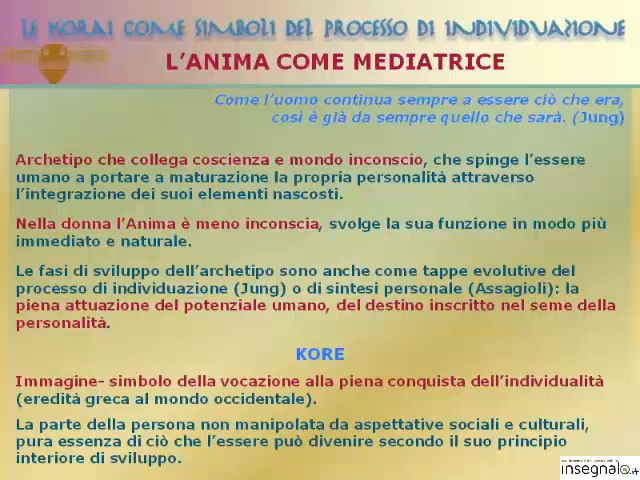 LE KORAI COME SIMBOLI DEL PROCESSO DI INDIVIDUAZIONE
L'ANIMA COME MEDIATRICE
Come l'uomo continua sempre a essere ciò che era,
così è già da sempre quello che sarà. (Jung)
Archetipo che collega coscienza e mondo inconscio, che spinge l'essere
umano a portare a maturazione la propria personalità attraverso
l'integrazione dei suoi elementi nascosti.
Nella donna l'Anima è meno inconscia, svolge la sua funzione in modo più
immediato e naturale.
Le fasi di sviluppo dell'archetipo sono anche come tappe evolutive del
processo di individuazione (Jung) o di sintesi personale (Assagioli): la
piena attuazione del potenziale umano, del destino inscritto nel seme della
personalità.
KORE
Immagine- simbolo della vocazione alla piena conquista dell'individualità
(eredità greca al mondo occidentale).
La parte della persona non manipolata da aspettative sociali e culturali,
pura essenza di ciò che l'essere può divenire secondo il suo principio
interiore di sviluppo.
insegnalo.it